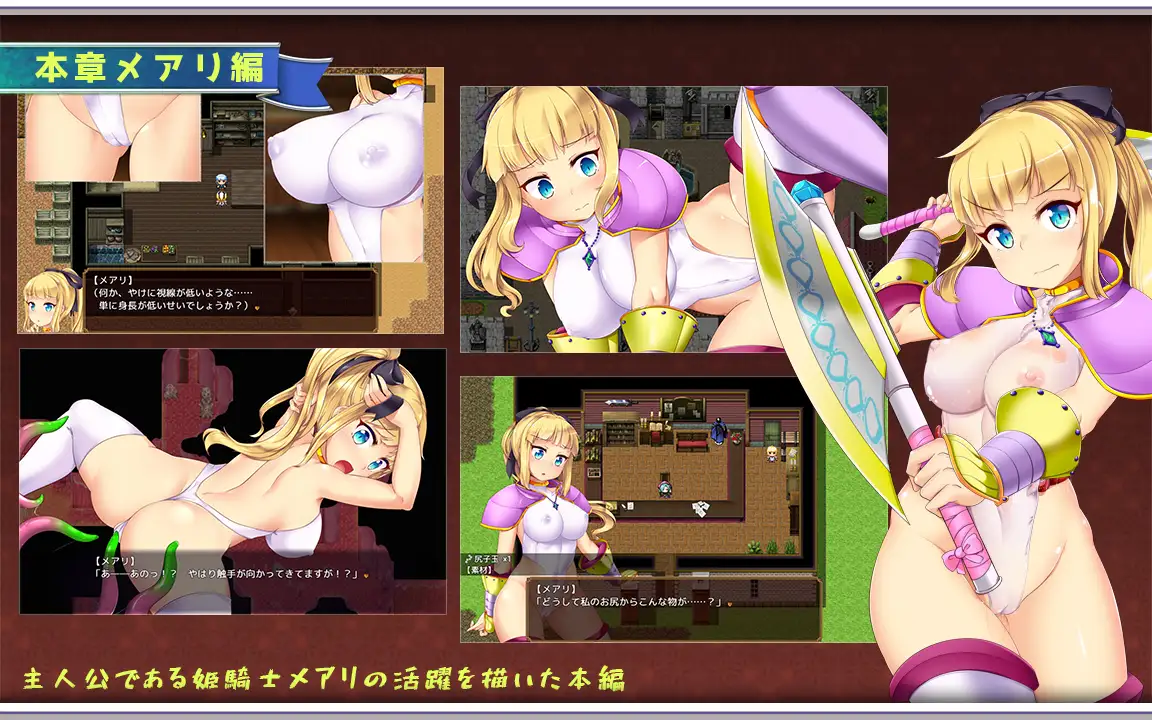 本章メアリ編
【メアリ】
（何か、やけに視線が低いような……
単に身長が低いせいでしょうか？）
【メアリ】
「あ――あのっ！？　やはり触手が向かってきてますが！？」
尻子玉 x1
【素材】
【メアリ】
「どうして私のお尻からこんな物が……？」
主人公である姫騎士メアリの活躍を描いた本編